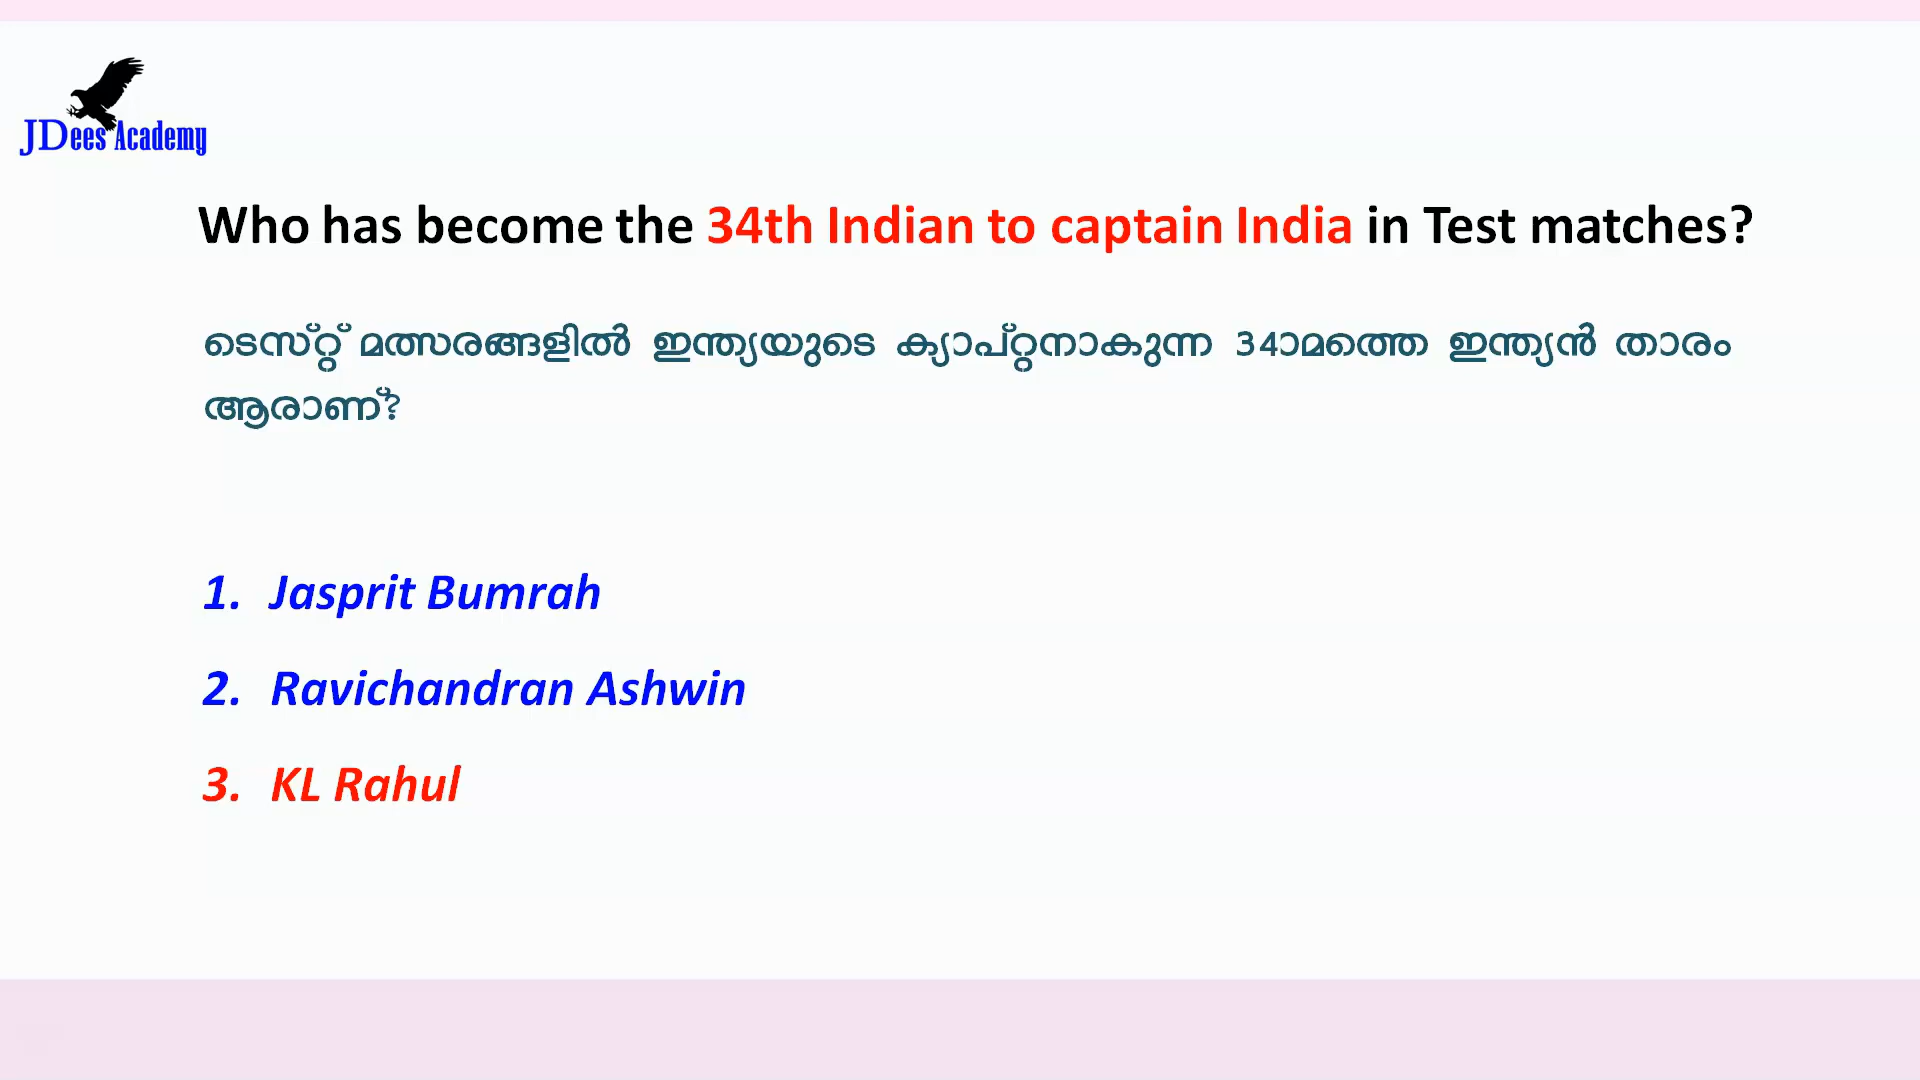 JDees Academy
Who has become the 34th Indian to captain India in Test matches?
ടെസ്റ്റ് മത്സരങ്ങളിൽ ഇന്ത്യയുടെ ക്യാപ്റ്റനാകുന്ന 34ാമത്തെ ഇന്ത്യൻ താരം
ആരാണ്?
1. Jasprit Bumrah
2. Ravichandran Ashwin
3. KL Rahul